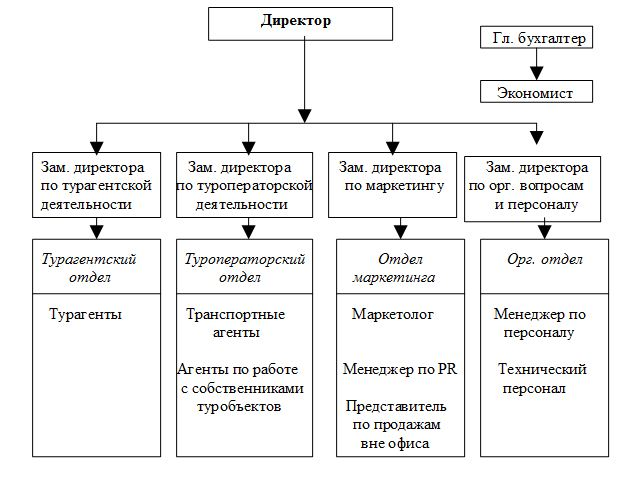 Директор
Гл. бухгалтер
Экономист
Зам. директора
по турагентской
деятельности
Зам. директора
по туроператорской
деятельности
Зам. директора
по маркетингу
Зам. директора
по орг. вопросам
и персоналу
Турагентский
отдел
Турагенты
Туроператорский
отдел
Транспортные
агенты
Агенты по работе
с собственниками
туробъектов
Отдел
маркетинга
Маркетолог
Менеджер по PR
Представитель
по продажам
вне офиса
Орг. отдел
Менеджер по
персоналу
Технический
персонал